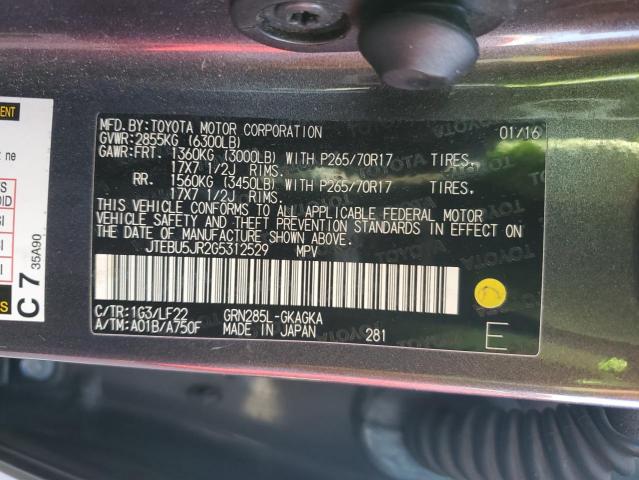 MFD.BY:TOYOTA MOTOR CORPORATION 01/16
GVWR:2855KG (6300LB)
GAWR:FRT. 1360KG (3000LB) WITH P265/70R17 TIRES,
17X7 1/2J RIMS.
RR. 1560KG (3450LB) WITH P265/70R17 TIRES,
17X7 1/2J RIMS.
THIS VEHICLE CONFORMS TO ALL APPLICABLE FEDERAL MOTOR
VEHICLE SAFETY AND THEFT PREVENTION STANDARDS IN EFFECT
ON THE DATE OF MANUFACTURE SHOWN ABOVE.
JTEBU5JR2G5312529 MPV
C/TR:1G3/LF22 GRN285L-GKAGKA
A/TM:A01B/A750F MADE IN JAPAN 281
E
C 7
35A90
ne